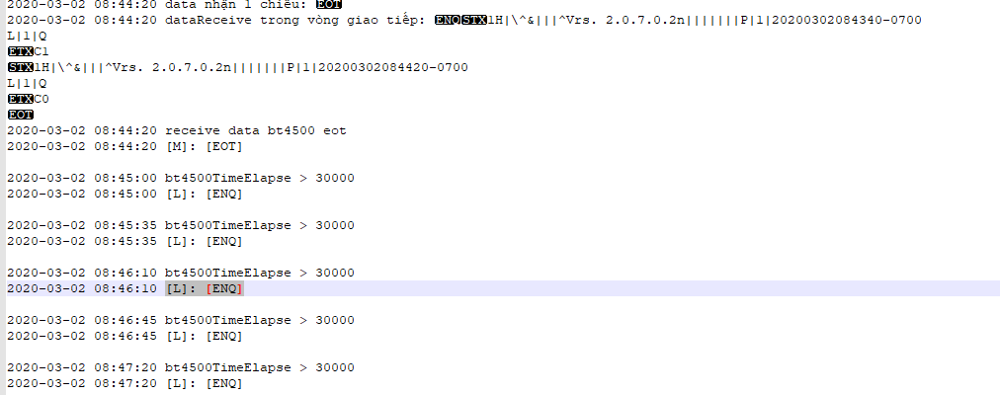 2020-03-02 08:44:20 data nhận 1 chiều: EOT
2020-03-02 08:44:20 dataReceive trong vòng giao tiếp: ENQSTX1H|\^&|||^Vrs. 2.0.7.0.2n|||||||P|1|20200302084340-0700
L|1|Q
ETXC1
STX1H|\^&|||^Vrs. 2.0.7.0.2n|||||||P|1|20200302084420-0700
L|1|Q
ETXC0
EOT
2020-03-02 08:44:20 receive data bt4500 eot
2020-03-02 08:44:20 [M]: [EOT]
2020-03-02 08:45:00 bt4500TimeElapse > 30000
2020-03-02 08:45:00 [L]: [ENQ]
2020-03-02 08:45:35 bt4500TimeElapse > 30000
2020-03-02 08:45:35 [L]: [ENQ]
2020-03-02 08:46:10 bt4500TimeElapse > 30000
2020-03-02 08:46:10 [L]: [ENQ]
2020-03-02 08:46:45 bt4500TimeElapse > 30000
2020-03-02 08:46:45 [L]: [ENQ]
2020-03-02 08:47:20 bt4500TimeElapse > 30000
2020-03-02 08:47:20 [L]: [ENQ]